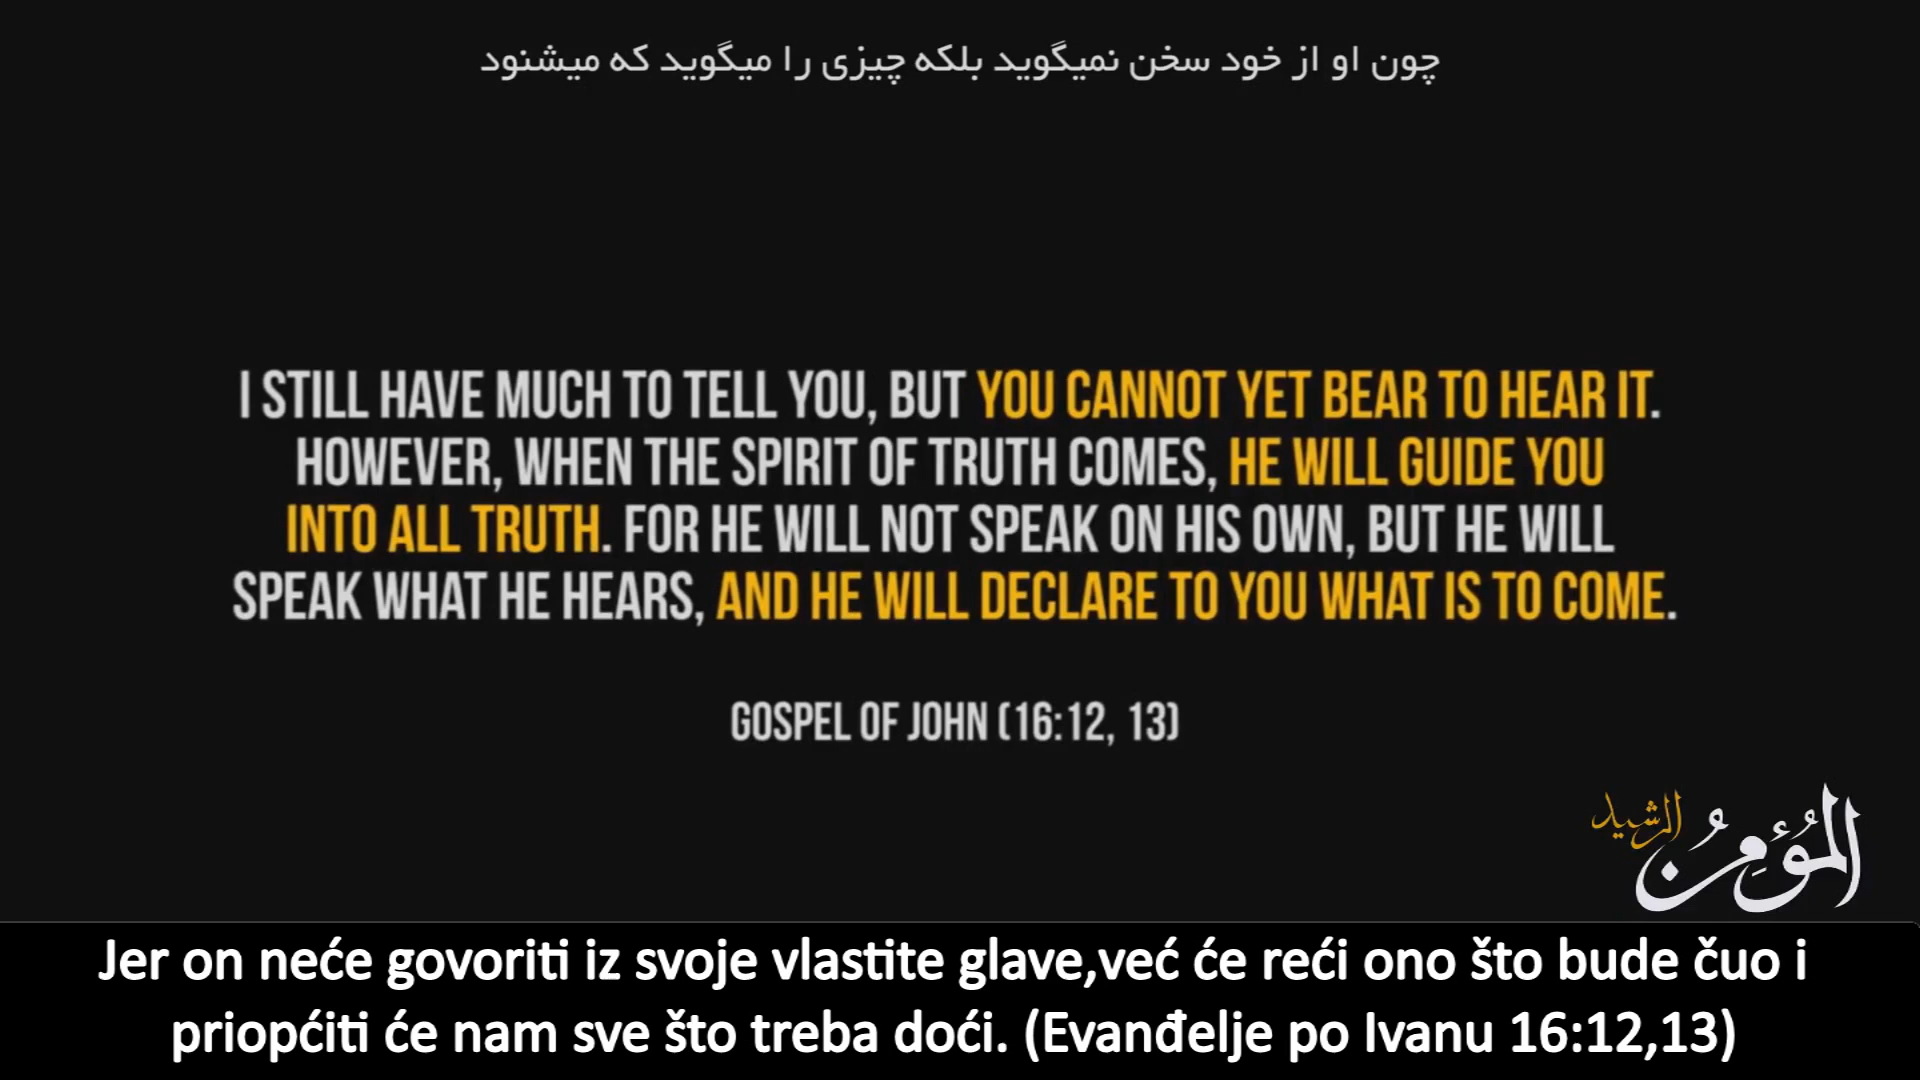 چون او از خود سخن نمیگوید بلکه چیزی را میگوید که میشنود
I STILL HAVE MUCH TO TELL YOU, BUT YOU CANNOT YET BEAR TO HEAR IT.
HOWEVER, WHEN THE SPIRIT OF TRUTH COMES, HE WILL GUIDE YOU
INTO ALL TRUTH. FOR HE WILL NOT SPEAK ON HIS OWN, BUT HE WILL
SPEAK WHAT HE HEARS, AND HE WILL DECLARE TO YOU WHAT IS TO COME.
GOSPEL OF JOHN (16:12, 13)
المُؤمِنُ الرشيد
Jer on neće govoriti iz svoje vlastite glave,već će reći ono što bude čuo i
priopćiti će nam sve što treba doći. (Evanđelje po Ivanu 16:12,13)